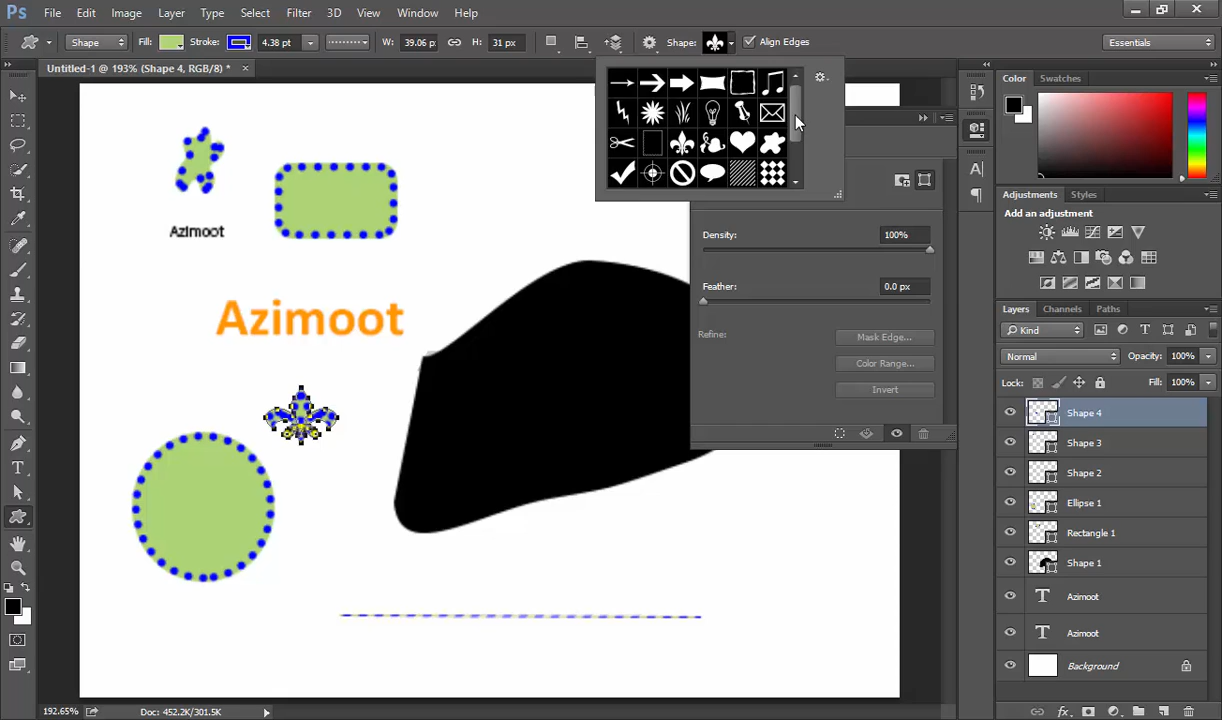 Ps File Edit Image Layer Type Select Filter 3D View Window Help
Shape Fill: Stroke: 4.38 pt W: 39.06 p H: 31 px Shape: Align Edges Essentials
Untitled-1 @ 193% (Shape 4, RGB/8) * ×
Color Swatches
Azimoot
Azimoot
Density: 100%
Feather: 0.0 px
Refine: Mask Edge...
Color Range...
Invert
Adjustments Styles
Add an adjustment
Layers Channels Paths
Kind
Normal Opacity: 100%
Lock: Fill: 100%
Shape 4
Shape 3
Shape 2
Ellipse 1
Rectangle 1
Shape 1
Azimoot
Azimoot
Background
192.65% Doc: 452.2K/301.5K